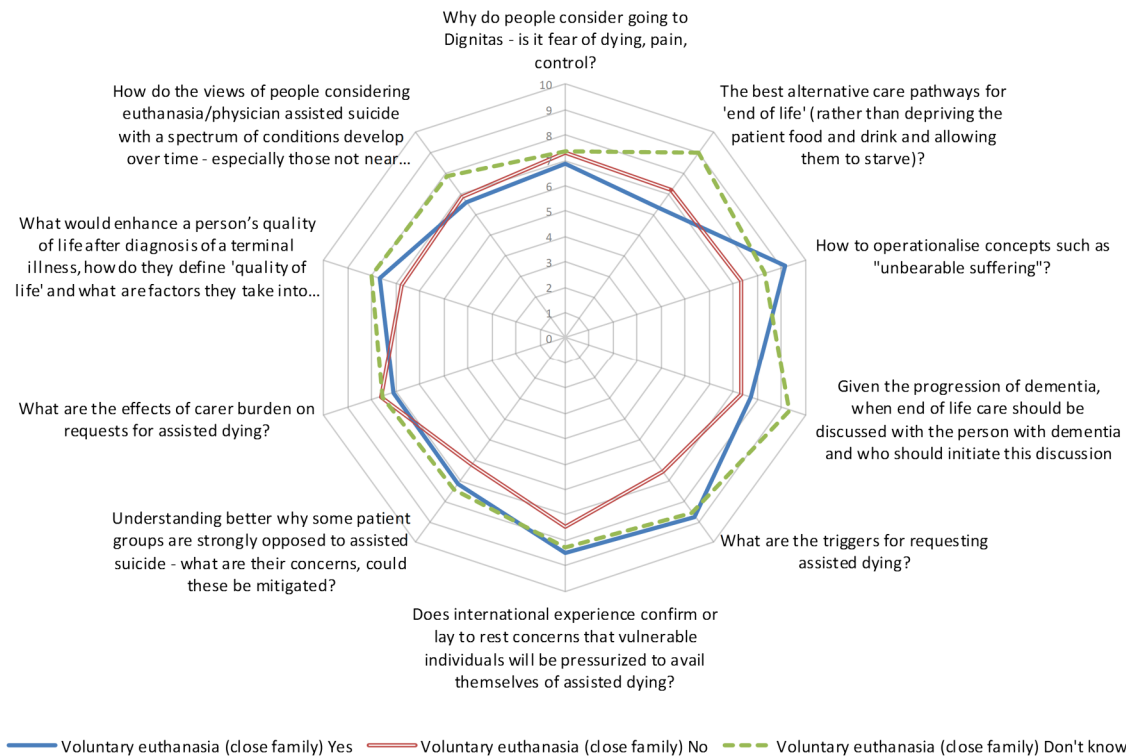 Why do people consider going to
Dignitas - is it fear of dying, pain,
control?
How do the views of people considering
euthanasia/physician assisted suicide
with a spectrum of conditions develop
over time - especially those not near...
The best alternative care pathways for
'end of life' (rather than depriving the
patient food and drink and allowing
them to starve)?
What would enhance a person's quality
of life after diagnosis of a terminal
illness, how do they define 'quality of
life' and what are factors they take into...
How to operationalise concepts such as
"unbearable suffering"?
What are the effects of carer burden on
requests for assisted dying?
Given the progression of dementia,
when end of life care should be
discussed with the person with dementia
and who should initiate this discussion
Understanding better why some patient
groups are strongly opposed to assisted
suicide - what are their concerns, could
these be mitigated?
What are the triggers for requesting
assisted dying?
Does international experience confirm or
lay to rest concerns that vulnerable
individuals will be pressurized to avail
themselves of assisted dying?
10
9
8
7
6
5
4
3
2
1
0
Voluntary euthanasia (close family) Yes
Voluntary euthanasia (close family) No
Voluntary euthanasia (close family) Don't know